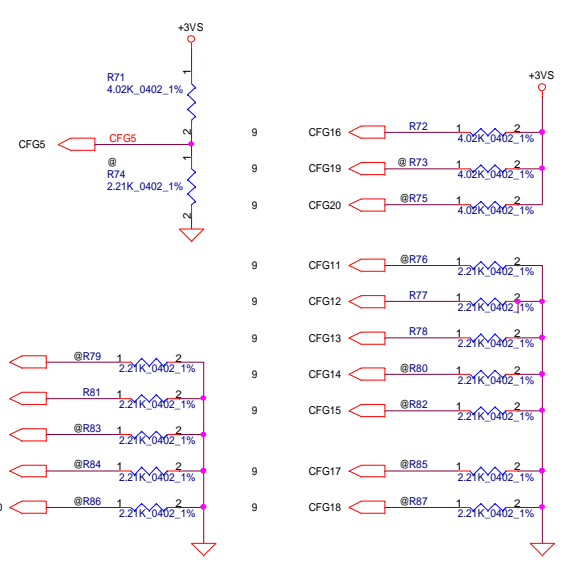 +3VS
1
R71
4.02K_0402_1%
2
CFG5
CFG5
@
R74
2.21K_0402_1%
1
2
+3VS
9 CFG16 R72 1 2
4.02K_0402_1%
9 CFG19 @ R73 1 2
4.02K_0402_1%
9 CFG20 @R75 1 2
4.02K_0402_1%
9 CFG11 @R76 1 2
2.21K_0402_1%
9 CFG12 R77 1 2
2.21K_0402_1%
9 CFG13 R78 1 2
2.21K_0402_1%
9 CFG14 @R80 1 2
2.21K_0402_1%
9 CFG15 @R82 1 2
2.21K_0402_1%
9 CFG17 @R85 1 2
2.21K_0402_1%
9 CFG18 @R87 1 2
2.21K_0402_1%
@R79 1 2
2.21K_0402_1%
R81 1 2
2.21K_0402_1%
@R83 1 2
2.21K_0402_1%
@R84 1 2
2.21K_0402_1%
@R86 1 2
2.21K_0402_1%